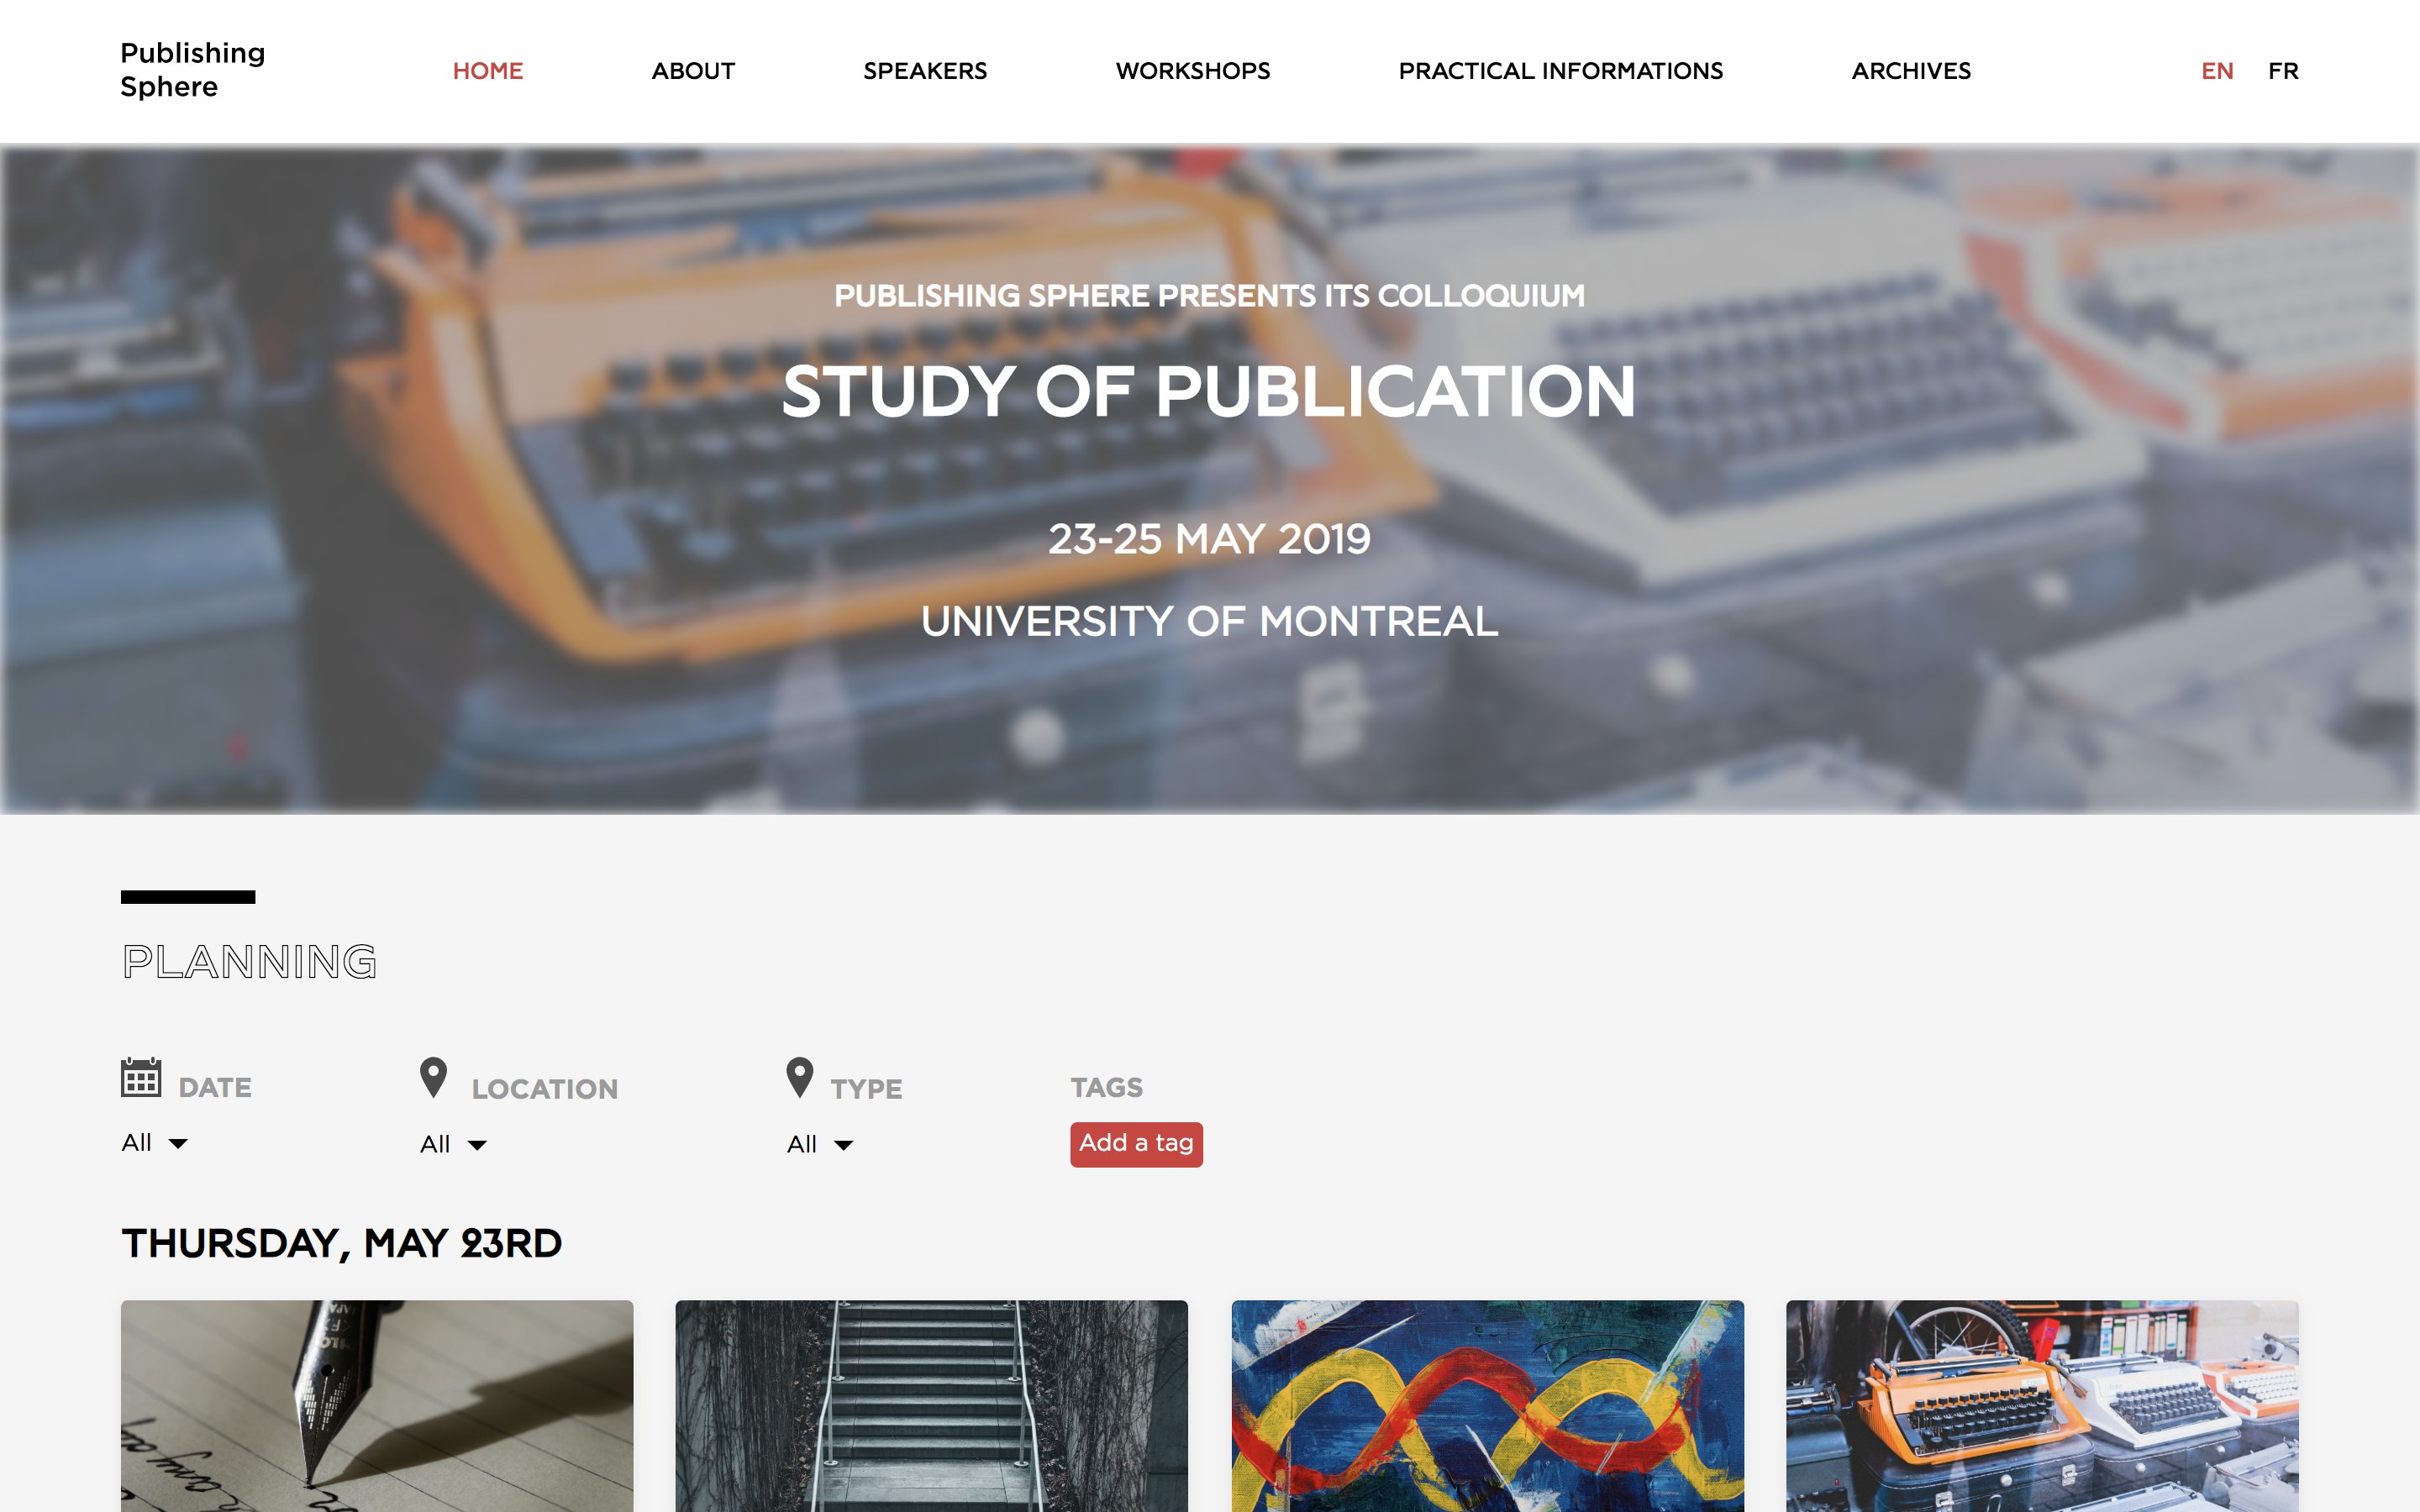 Publishing
Sphere
HOME
ABOUT
SPEAKERS
WORKSHOPS
PRACTICAL INFORMATIONS
ARCHIVES
EN
FR
PUBLISHING SPHERE PRESENTS ITS COLLOQUIUM
STUDY OF PUBLICATION
23-25 MAY 2019
UNIVERSITY OF MONTREAL
PLANNING
DATE
LOCATION
TYPE
TAGS
All
All
All
Add a tag
THURSDAY, MAY 23RD